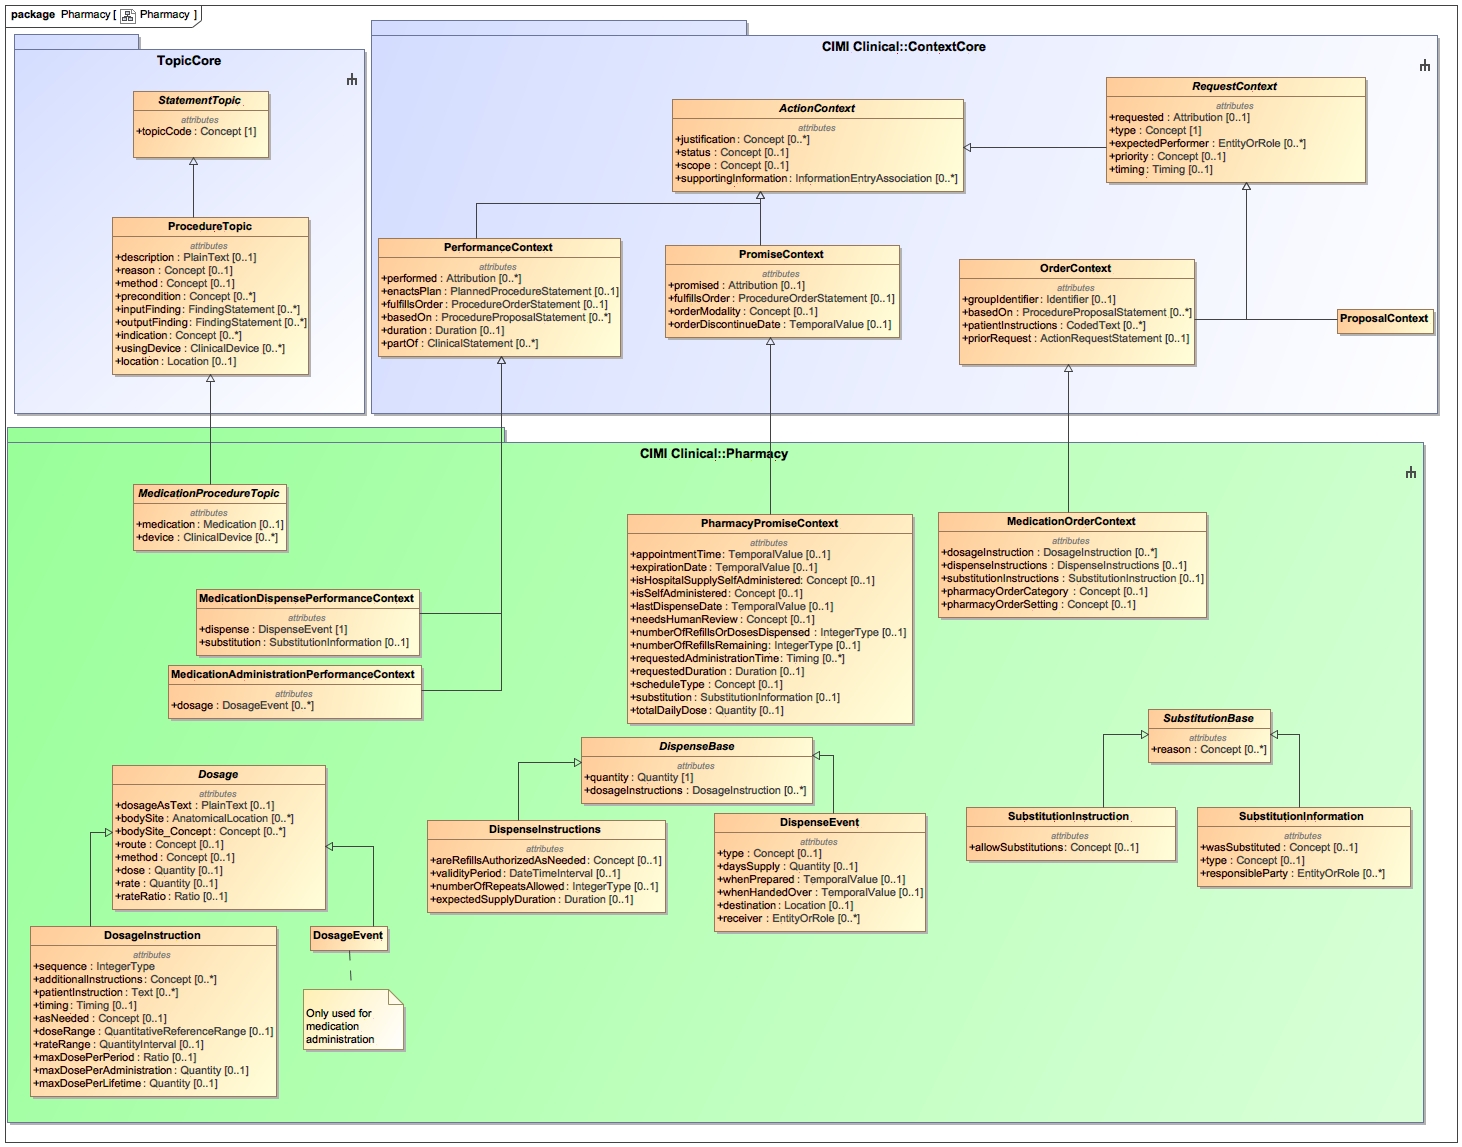 package Pharmacy [ Pharmacy ]
TopicCore
StatementTopic
attributes
+topicCode : Concept [1]
ProcedureTopic
attributes
+description : PlainText [0..1]
+reason : Concept [0..1]
+method : Concept [0..1]
+precondition : Concept [0..*]
+inputFinding : FindingStatement [0..*]
+outputFinding : FindingStatement [0..*]
+indication : Concept [0..*]
+usingDevice : ClinicalDevice [0..*]
+location : Location [0..1]
CIMI Clinical::ContextCore
ActionContext
attributes
+justification : Concept [0..*]
+status : Concept [0..1]
+scope : Concept [0..1]
+supportingInformation : InformationEntryAssociation [0..*]
RequestContext
attributes
+requested : Attribution [0..1]
+type : Concept [1]
+expectedPerformer : EntityOrRole [0..*]
+priority : Concept [0..1]
+timing : Timing [0..1]
PerformanceContext
attributes
+performed : Attribution [0..*]
+enactsPlan : PlannedProcedureStatement [0..1]
+fulfillsOrder : ProcedureOrderStatement [0..1]
+basedOn : ProcedureProposalStatement [0..*]
+duration : Duration [0..1]
+partOf : ClinicalStatement [0..*]
PromiseContext
attributes
+promised : Attribution [0..1]
+fulfillsOrder : ProcedureOrderStatement [0..1]
+orderModality : Concept [0..1]
+orderDiscontinueDate : TemporalValue [0..1]
OrderContext
attributes
+groupIdentifier : Identifier [0..1]
+basedOn : ProcedureProposalStatement [0..*]
+patientInstructions : CodedText [0..*]
+priorRequest : ActionRequestStatement [0..1]
ProposalContext
CIMI Clinical::Pharmacy
MedicationProcedureTopic
attributes
+medication : Medication [0..1]
+device : ClinicalDevice [0..*]
MedicationDispensePerformanceContext
attributes
+dispense : DispenseEvent [1]
+substitution : SubstitutionInformation [0..1]
MedicationAdministrationPerformanceContext
attributes
+dosage : DosageEvent [0..*]
PharmacyPromiseContext
attributes
+appointmentTime : TemporalValue [0..1]
+expirationDate : TemporalValue [0..1]
+isHospitalSupplySelfAdministered : Concept [0..1]
+isSelfAdministered : Concept [0..1]
+lastDispenseDate : TemporalValue [0..1]
+needsHumanReview : Concept [0..1]
+numberOfRefillsOrDosesDispensed : IntegerType [0..1]
+numberOfRefillsRemaining : IntegerType [0..1]
+requestedAdministrationTime : Timing [0..*]
+requestedDuration : Duration [0..1]
+scheduleType : Concept [0..1]
+substitution : SubstitutionInformation [0..1]
+totalDailyDose : Quantity [0..1]
MedicationOrderContext
attributes
+dosageInstruction : DosageInstruction [0..*]
+dispenseInstructions : DispenseInstructions [0..1]
+substitutionInstructions : SubstitutionInstruction [0..1]
+pharmacyOrderCategory : Concept [0..1]
+pharmacyOrderSetting : Concept [0..1]
Dosage
attributes
+dosageAsText : PlainText [0..1]
+bodySite : AnatomicalLocation [0..*]
+bodySite_Concept : Concept [0..*]
+route : Concept [0..1]
+method : Concept [0..1]
+dose : Quantity [0..1]
+rate : Quantity [0..1]
+rateRatio : Ratio [0..1]
DispenseBase
attributes
+quantity : Quantity [1]
+dosageInstructions : DosageInstruction [0..*]
SubstitutionBase
attributes
+reason : Concept [0..*]
DispenseInstructions
attributes
+areRefillsAuthorizedAsNeeded : Concept [0..1]
+validityPeriod : DateTimeInterval [0..1]
+numberOfRepeatsAllowed : IntegerType [0..1]
+expectedSupplyDuration : Duration [0..1]
DispenseEvent
attributes
+type : Concept [0..1]
+daysSupply : Quantity [0..1]
+whenPrepared : TemporalValue [0..1]
+whenHandedOver : TemporalValue [0..1]
+destination : Location [0..1]
+receiver : EntityOrRole [0..*]
SubstitutionInstruction
attributes
+allowSubstitutions : Concept [0..1]
SubstitutionInformation
attributes
+wasSubstituted : Concept [0..1]
+type : Concept [0..1]
+responsibleParty : EntityOrRole [0..*]
DosageInstruction
attributes
+sequence : IntegerType
+additionalInstructions : Concept [0..*]
+patientInstruction : Text [0..*]
+timing : Timing [0..1]
+asNeeded : Concept [0..1]
+doseRange : QuantitativeReferenceRange [0..1]
+rateRange : QuantityInterval [0..1]
+maxDosePerPeriod : Ratio [0..1]
+maxDosePerAdministration : Quantity [0..1]
+maxDosePerLifetime : Quantity [0..1]
DosageEvent
Only used for
medication
administration